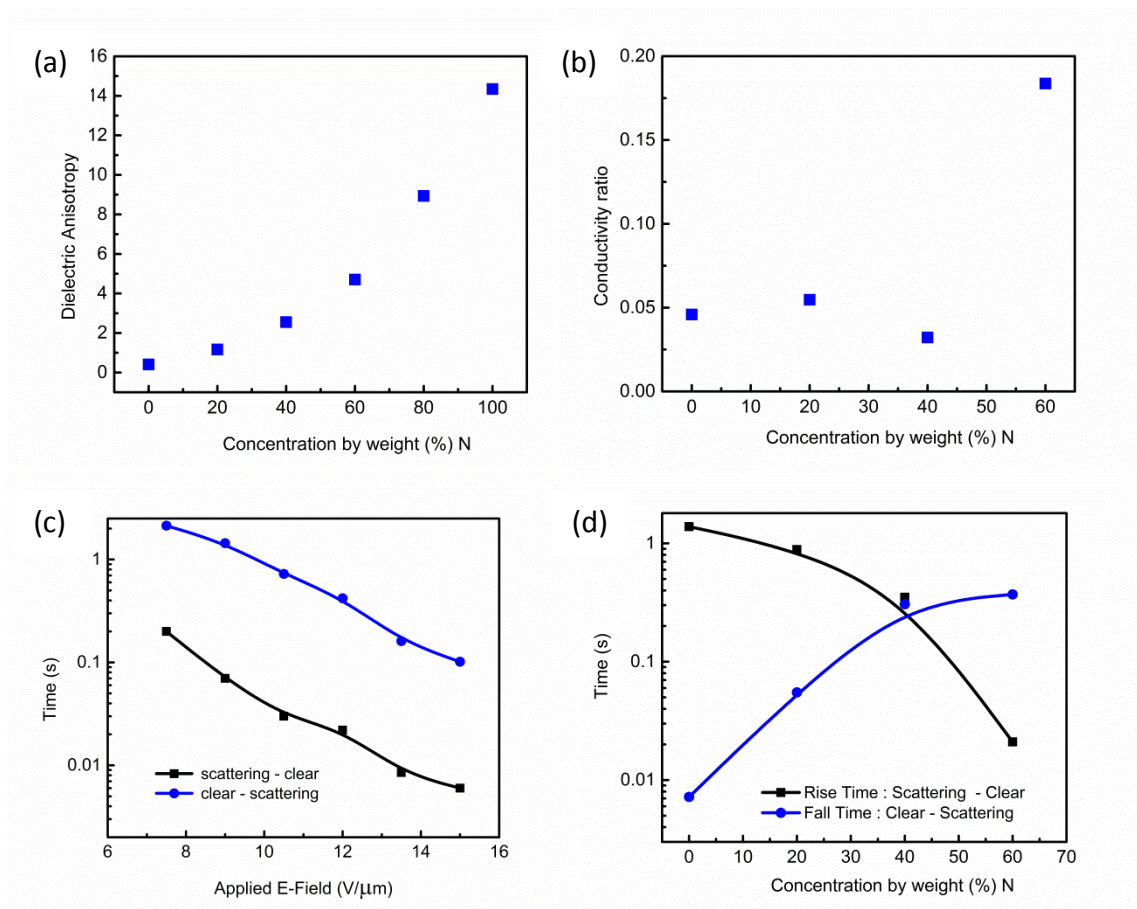 (a)
16
14
12
10
8
6
4
2
0
Dielectric Anisotropy
0 20 40 60 80 100
Concentration by weight (%) N
(b)
0.20
0.15
0.10
0.05
0.00
Conductivity ratio
0 10 20 30 40 50 60
Concentration by weight (%) N
(c)
1
0.1
0.01
Time (s)
scattering - clear
clear - scattering
6 8 10 12 14 16
Applied E-Field (V/μm)
(d)
1
0.1
0.01
Time (s)
Rise Time : Scattering - Clear
Fall Time : Clear - Scattering
0 10 20 30 40 50 60 70
Concentration by weight (%) N